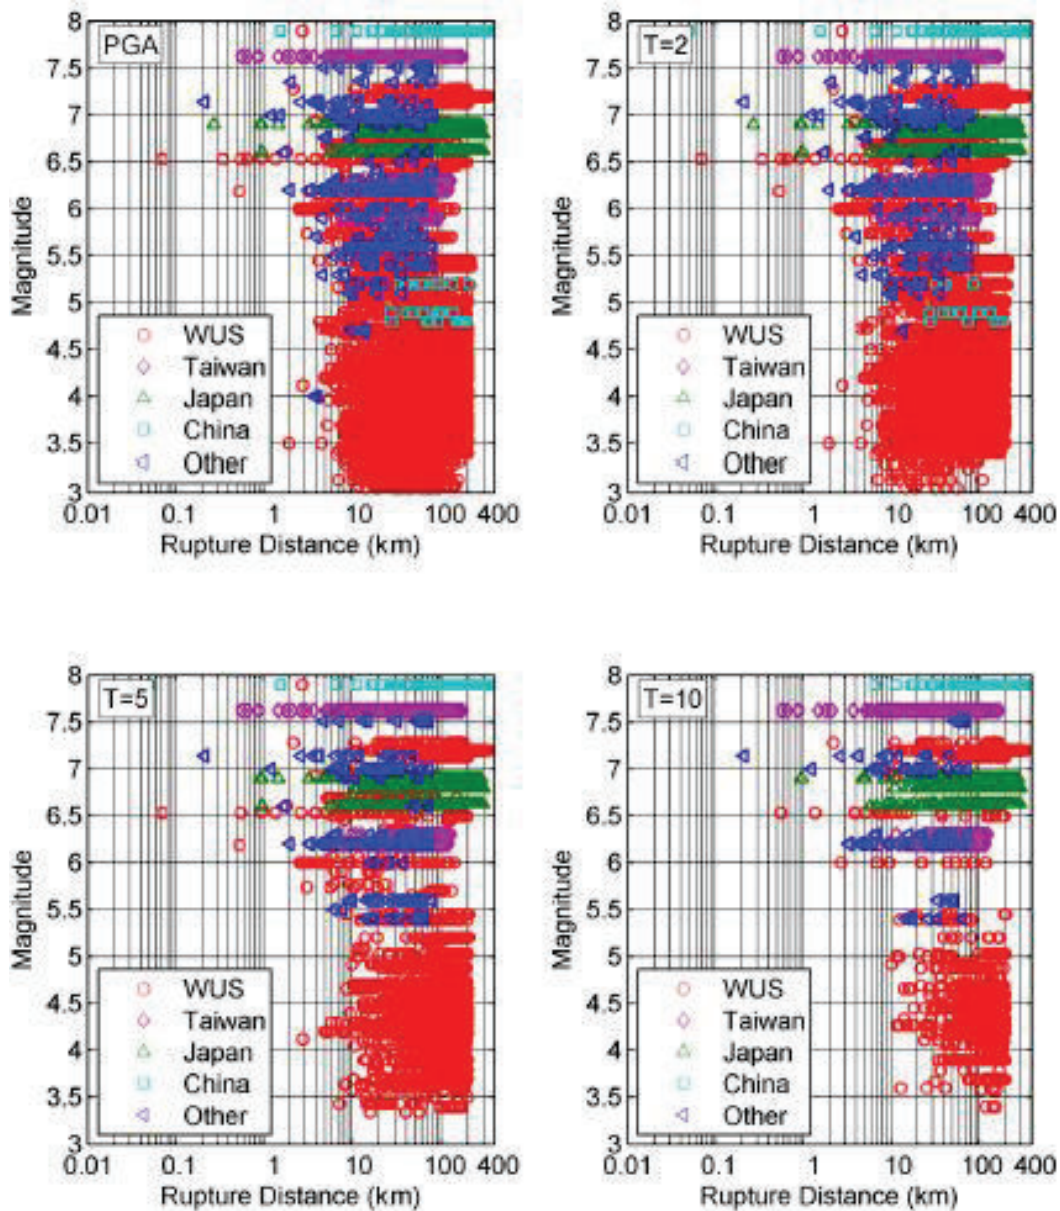 PGA
8
7.5
7
6.5
6
5.5
5
4.5
4
3.5
3
Magnitude
WUS
Taiwan
Japan
China
Other
0.01 0.1 1 10 100 400
Rupture Distance (km)
T=2
8
7.5
7
6.5
6
5.5
5
4.5
4
3.5
3
Magnitude
WUS
Taiwan
Japan
China
Other
0.01 0.1 1 10 100 400
Rupture Distance (km)
T=5
8
7.5
7
6.5
6
5.5
5
4.5
4
3.5
3
Magnitude
WUS
Taiwan
Japan
China
Other
0.01 0.1 1 10 100 400
Rupture Distance (km)
T=10
8
7.5
7
6.5
6
5.5
5
4.5
4
3.5
3
Magnitude
WUS
Taiwan
Japan
China
Other
0.01 0.1 1 10 100 400
Rupture Distance (km)